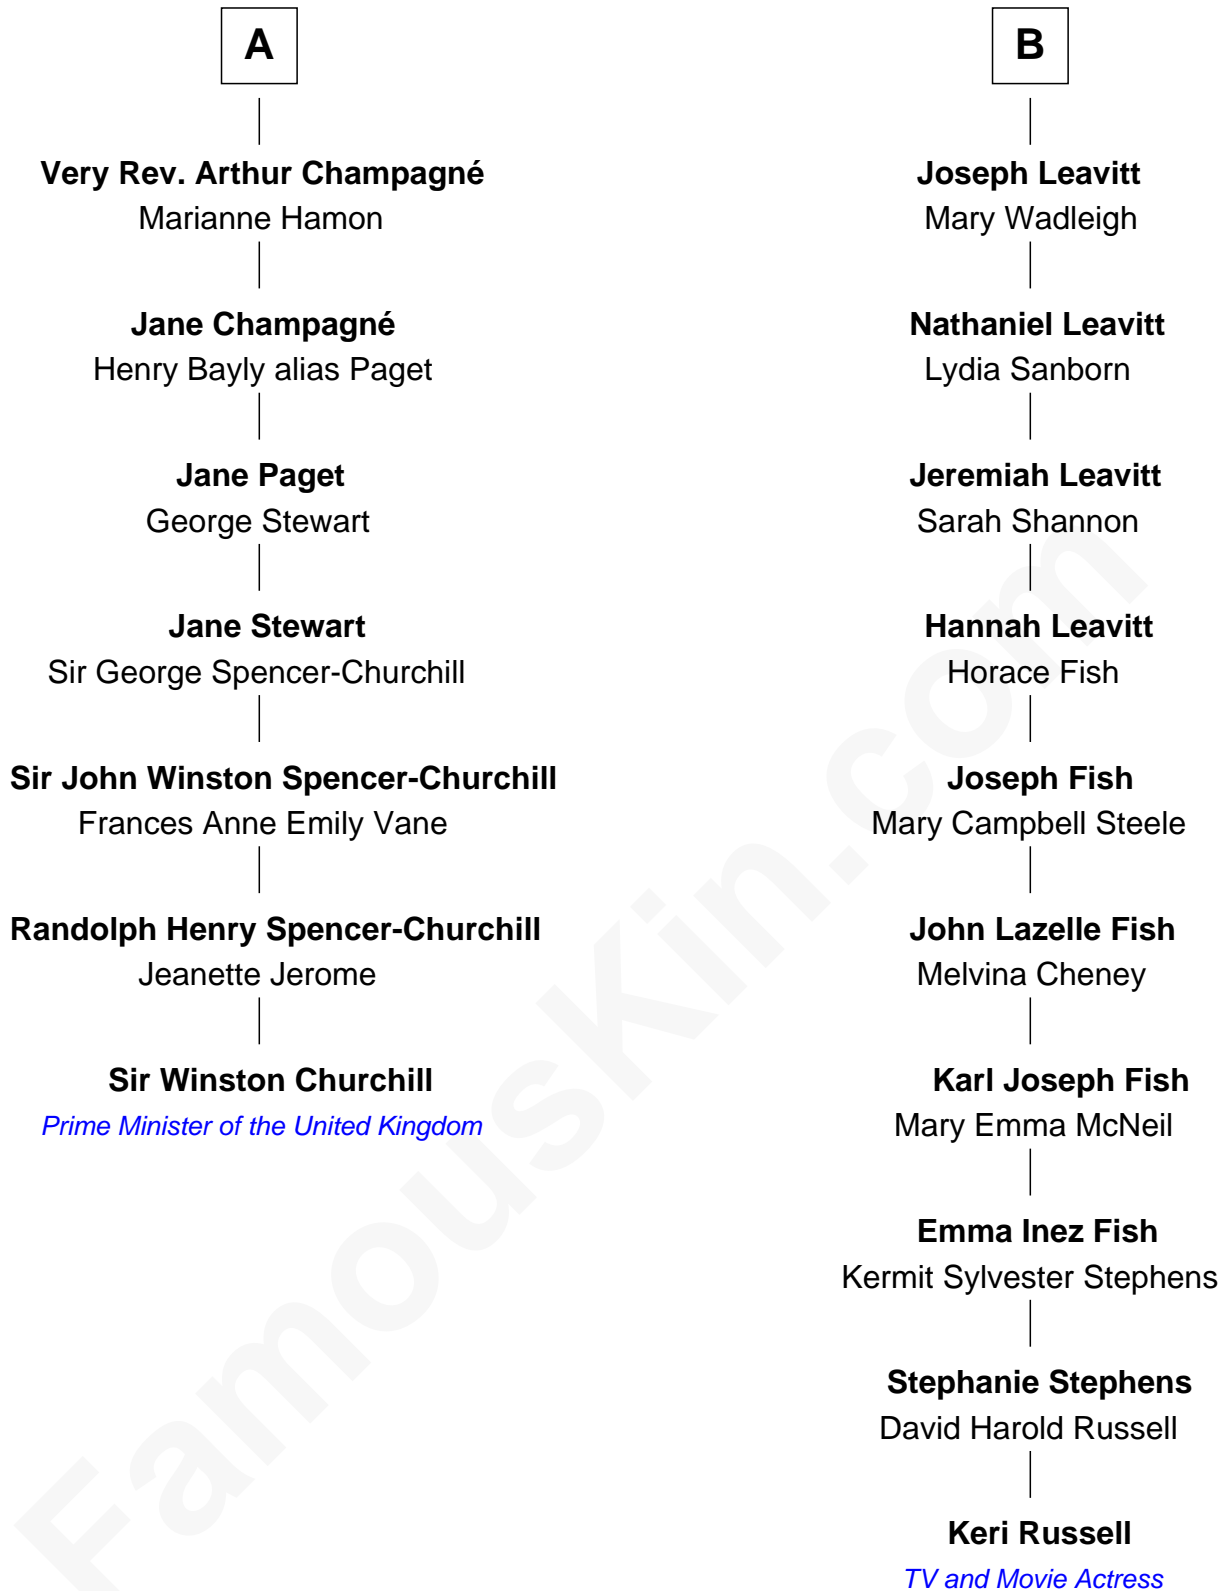 A
Very Rev. Arthur Champagné
Marianne Hamon
Jane Champagné
Henry Bayly alias Paget
Jane Paget
George Stewart
Jane Stewart
Sir George Spencer-Churchill
Sir John Winston Spencer-Churchill
Frances Anne Emily Vane
Randolph Henry Spencer-Churchill
Jeanette Jerome
Sir Winston Churchill
Prime Minister of the United Kingdom
B
Joseph Leavitt
Mary Wadleigh
Nathaniel Leavitt
Lydia Sanborn
Jeremiah Leavitt
Sarah Shannon
Hannah Leavitt
Horace Fish
Joseph Fish
Mary Campbell Steele
John Lazelle Fish
Melvina Cheney
Karl Joseph Fish
Mary Emma McNeil
Emma Inez Fish
Kermit Sylvester Stephens
Stephanie Stephens
David Harold Russell
Keri Russell
TV and Movie Actress
FamousKin.com